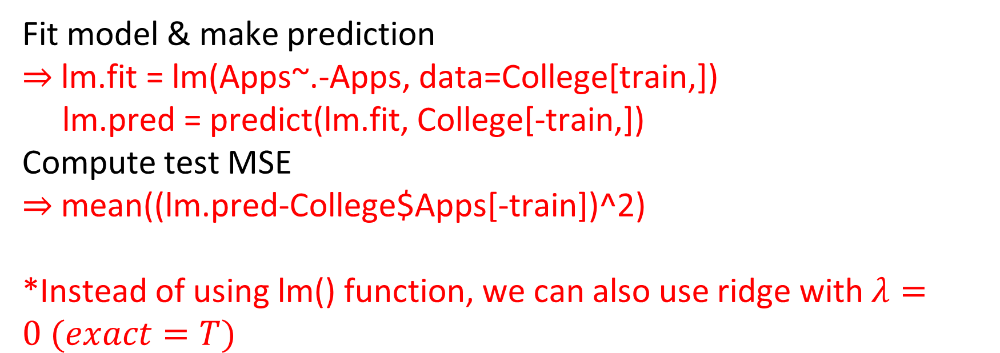 Fit model & make prediction
⇒ lm.fit = lm(Apps~.-Apps, data=College[train,])
lm.pred = predict(lm.fit, College[-train,])
Compute test MSE
⇒ mean((lm.pred-College$Apps[-train])^2)
*Instead of using lm() function, we can also use ridge with 𝜆 =
0 (𝑒𝑥𝑎𝑐𝑡 = 𝑇)